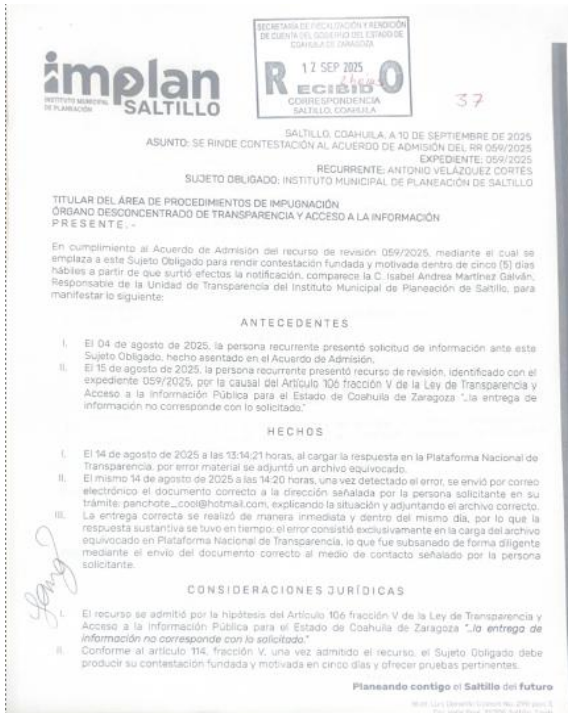 SECRETARÍA DE FISCALIZACIÓN Y RENDICIÓN
DE CUENTA DEL GOBIERNO DEL ESTADO DE
COAHUILA DE ZARAGOZA
12 SEP 2025
RECIBIDO
CORRESPONDENCIA
SALTILLO, COAHUILA
37
implan
INSTITUTO MUNICIPAL
DE PLANEACIÓN
SALTILLO
SALTILLO, COAHUILA, A 10 DE SEPTIEMBRE DE 2025
ASUNTO: SE RINDE CONTESTACIÓN AL ACUERDO DE ADMISIÓN DEL RR 059/2025
EXPEDIENTE: 059/2025
RECURRENTE: ANTONIO VELÁZQUEZ CORTÉS
SUJETO OBLIGADO: INSTITUTO MUNICIPAL DE PLANEACIÓN DE SALTILLO
TITULAR DEL ÁREA DE PROCEDIMIENTOS DE IMPUGNACIÓN
ÓRGANO DESCONCENTRADO DE TRANSPARENCIA Y ACCESO A LA INFORMACIÓN
PRESENTE.-
En cumplimiento al Acuerdo de Admisión del recurso de revisión 059/2025, mediante el cual se
emplaza a este Sujeto Obligado para rendir contestación fundada y motivada dentro de cinco (5) días
hábiles a partir de que surtió efectos la notificación, comparece la C. Isabel Andrea Martínez Galván,
Responsable de la Unidad de Transparencia del Instituto Municipal de Planeación de Saltillo, para
manifestar lo siguiente:
ANTECEDENTES
I. El 04 de agosto de 2025, la persona recurrente presentó solicitud de información ante este
Sujeto Obligado, hecho asentado en el Acuerdo de Admisión.
II. El 15 de agosto de 2025, la persona recurrente presentó recurso de revisión, identificado con el
expediente 059/2025, por la causal del Artículo 106 fracción V de la Ley de Transparencia y
Acceso a la Información Pública para el Estado de Coahuila de Zaragoza "...la entrega de
información no corresponde con lo solicitado."
HECHOS
I. El 14 de agosto de 2025 a las 13:14:21 horas, al cargar la respuesta en la Plataforma Nacional de
Transparencia, por error material se adjuntó un archivo equivocado.
II. El mismo 14 de agosto de 2025 a las 14:20 horas, una vez detectado el error, se envió por correo
electrónico el documento correcto a la dirección señalada por la persona solicitante en su
trámite: panchote_cool@hotmail.com, explicando la situación y adjuntando el archivo correcto.
III. La entrega correcta se realizó de manera inmediata y dentro del mismo día, por lo que la
respuesta sustantiva se tuvo en tiempo; el error consistió exclusivamente en la carga del archivo
equivocado en Plataforma Nacional de Transparencia, lo que fue subsanado de forma diligente
mediante el envío del documento correcto al medio de contacto señalado por la persona
solicitante.
CONSIDERACIONES JURÍDICAS
I. El recurso se admitió por la hipótesis del Artículo 106 fracción V de la Ley de Transparencia y
Acceso a la Información Pública para el Estado de Coahuila de Zaragoza "...la entrega de
información no corresponde con lo solicitado."
II. Conforme al artículo 114, fracción V, una vez admitido el recurso, el Sujeto Obligado debe
producir su contestación fundada y motivada en cinco días y ofrecer pruebas pertinentes.
Planeando contigo el Saltillo del futuro